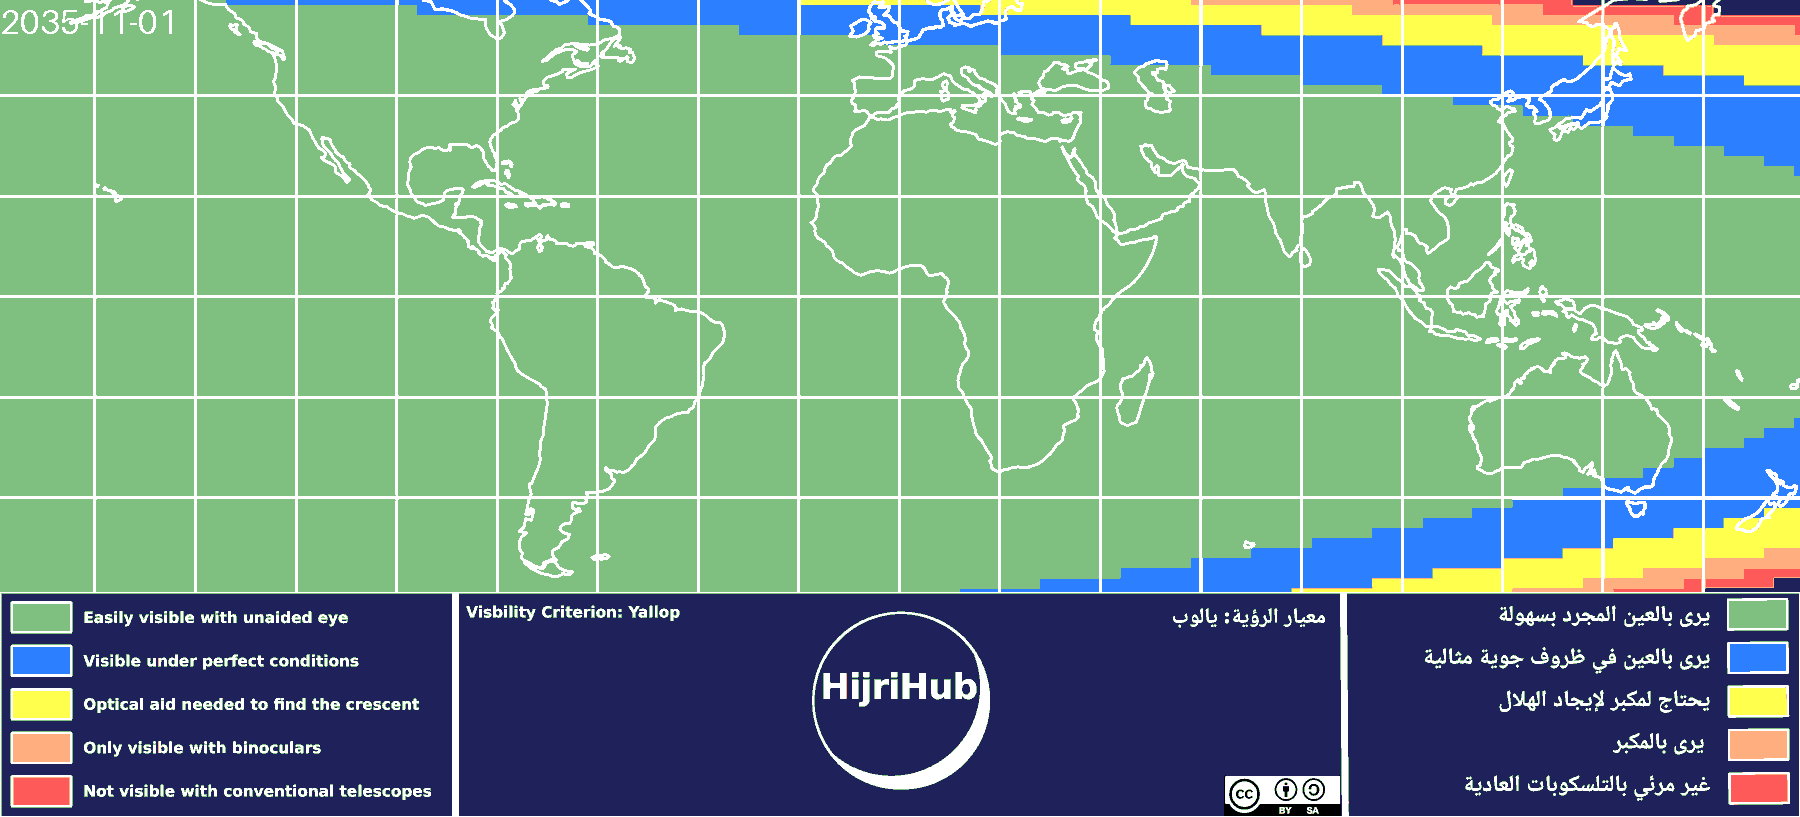 2035-11-01
Easily visible with unaided eye
Visible under perfect conditions
Optical aid needed to find the crescent
Only visible with binoculars
Not visible with conventional telescopes
Visbility Criterion: Yallop
معيار الرؤية: يالوب
HijriHub
cc
BY SA
يرى بالعين المجرد بسهولة
يرى بالعين في ظروف جوية مثالية
يحتاج لمكبر لإيجاد الهلال
يرى بالمكبر
غير مرئي بالتلسكوبات العادية